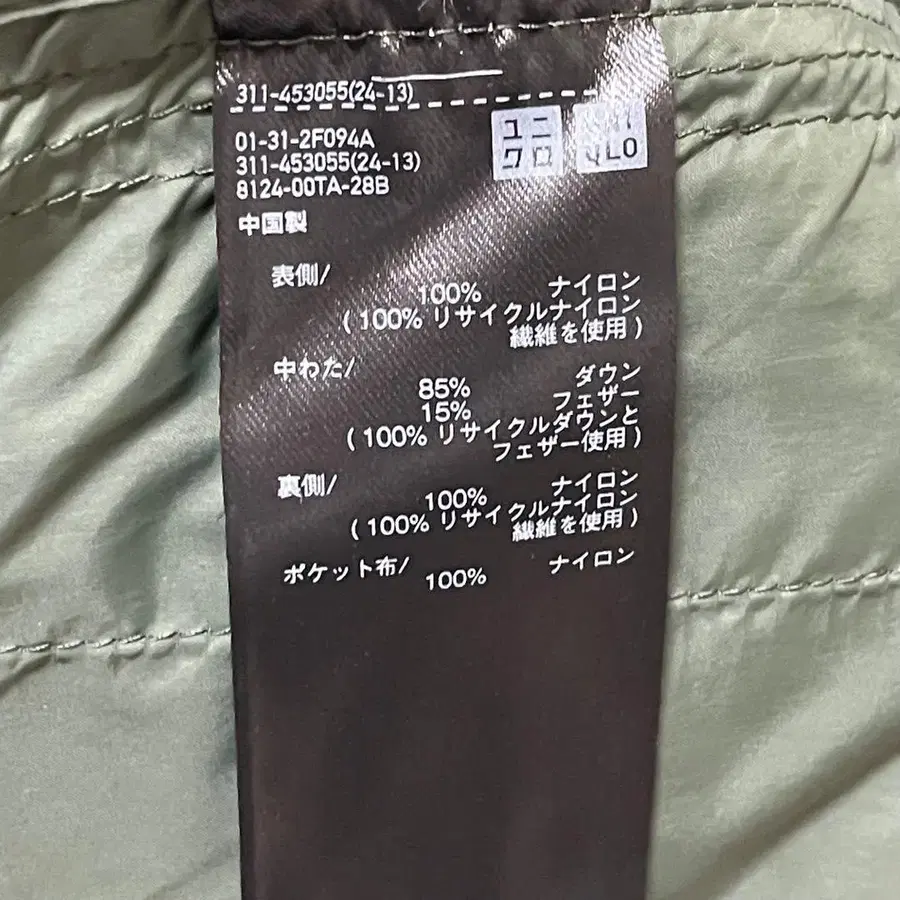 311-453055(24-13)
ユニ
クロ
QLO
01-31-2F094A
311-453055(24-13)
8124-00TA-28B
中国製
表側/
100% ナイロン
(100% リサイクルナイロン
繊維を使用)
中わた/
85% ダウン
15% フェザー
(100% リサイクルダウンと
フェザー使用)
裏側/
100% ナイロン
(100% リサイクルナイロン
繊維を使用)
ポケット布/
100% ナイロン